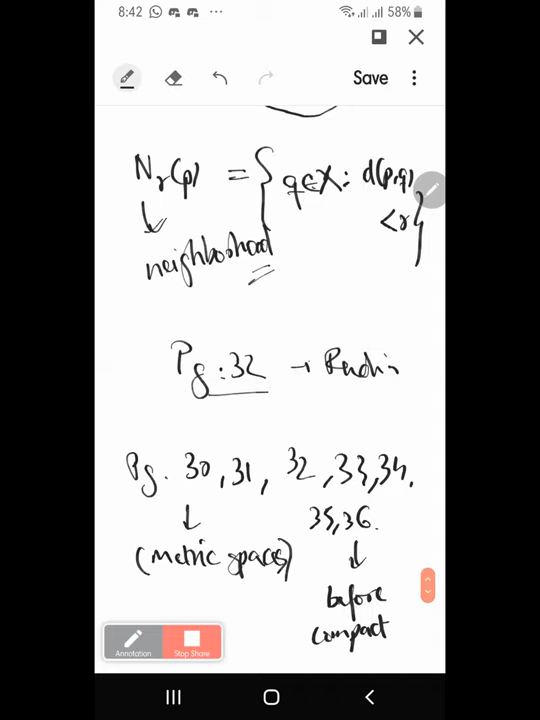 8:42 58%
Save
N_r(p) = { q∈X : d(p,q)
< r }
↓
neighborhood
Pg : 32 → Rudin
Pg. 30, 31, 32, 33, 34.
35, 36.
↓
(metric spaces)
↓
before
compact
Annotation Stop Share